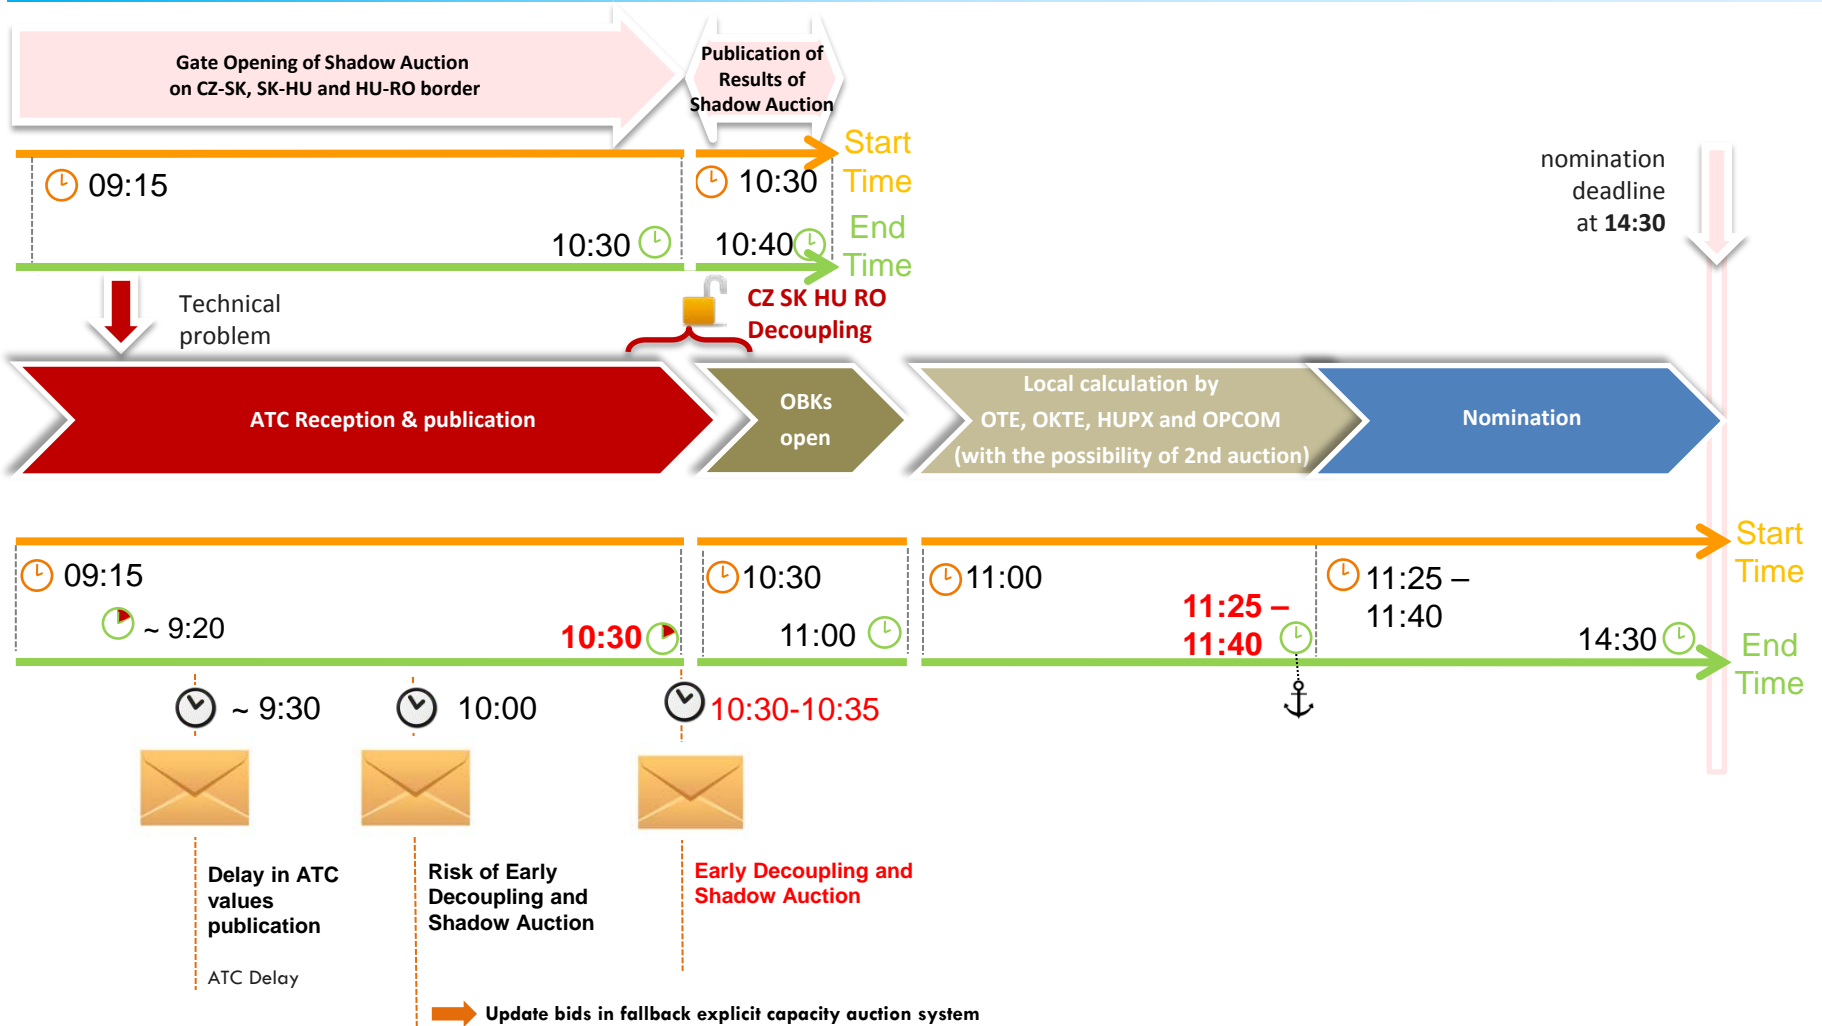 Gate Opening of Shadow Auction
on CZ-SK, SK-HU and HU-RO border
Publication of
Results of
Shadow Auction
Start
Time
09:15
10:30
10:30
10:40
End
Time
nomination
deadline
at 14:30
Technical
problem
CZ SK HU RO
Decoupling
ATC Reception & publication
OBKs
open
Local calculation by
OTE, OKTE, HUPX and OPCOM
(with the possibility of 2nd auction)
Nomination
Start
Time
09:15
~ 9:20
10:30
10:30
11:00
11:00
11:25 –
11:40
11:25 –
11:40
14:30
End
Time
~ 9:30
10:00
10:30-10:35
Delay in ATC
values
publication
ATC Delay
Risk of Early
Decoupling and
Shadow Auction
Early Decoupling and
Shadow Auction
Update bids in fallback explicit capacity auction system